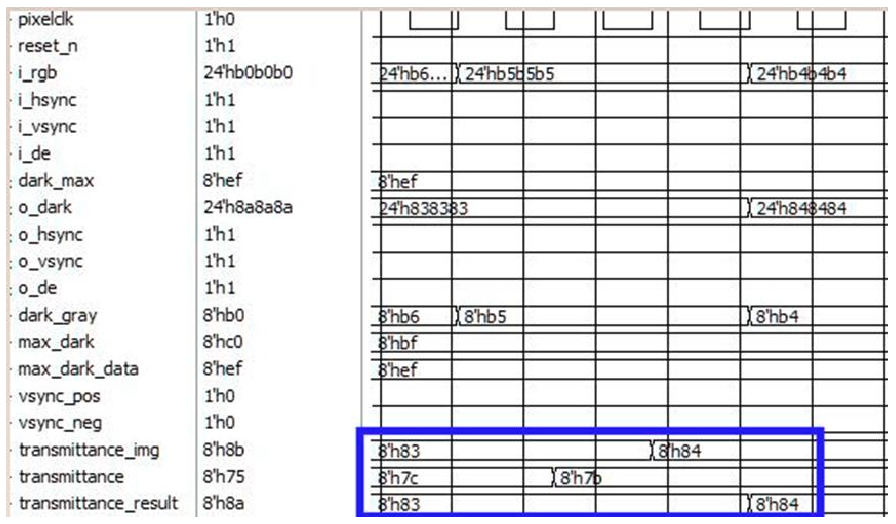 pixelclk 1'h0
reset_n 1'h1
i_rgb 24'hb0b0b0 24'hb6... 24'hb5b5b5 24'hb4b4b4
i_hsync 1'h1
i_vsync 1'h1
i_de 1'h1
dark_max 8'hef 8'hef
o_dark 24'h8a8a8a 24'h838383 24'h848484
o_hsync 1'h1
o_vsync 1'h1
o_de 1'h1
dark_gray 8'hb0 8'hb6 8'hb5 8'hb4
max_dark 8'hc0 8'hbf
max_dark_data 8'hef 8'hef
vsync_pos 1'h0
vsync_neg 1'h0
transmittance_img 8'h8b 8'h83 8'h84
transmittance 8'h75 8'h7c 8'h7b
transmittance_result 8'h8a 8'h83 8'h84